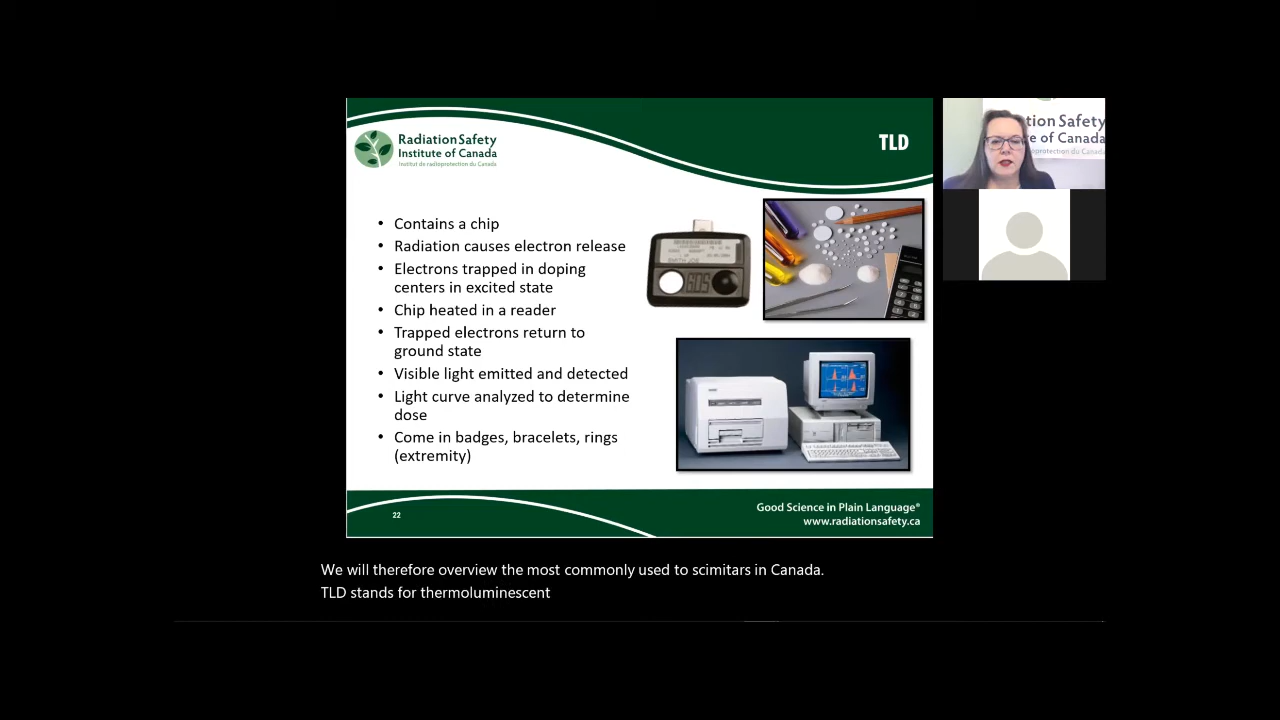 Radiation Safety
Institute of Canada
Institut de radioprotection du Canada
TLD
• Contains a chip
• Radiation causes electron release
• Electrons trapped in doping
centers in excited state
• Chip heated in a reader
• Trapped electrons return to
ground state
• Visible light emitted and detected
• Light curve analyzed to determine
dose
• Come in badges, bracelets, rings
(extremity)
22
Good Science in Plain Language®
www.radiationsafety.ca
tion Safety
te of Canada
oprotection du Canada
We will therefore overview the most commonly used to scimitars in Canada.
TLD stands for thermoluminescent